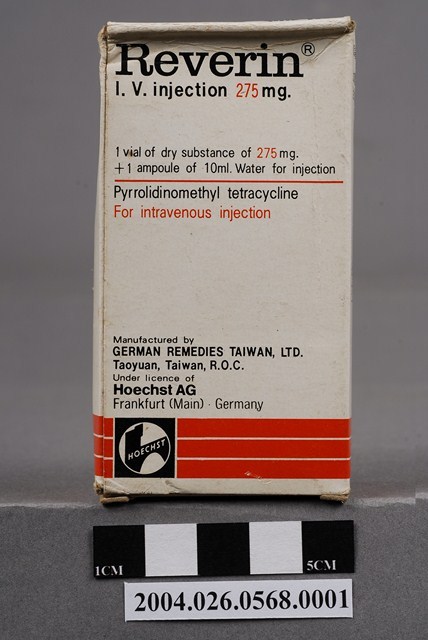 Reverin®
I. V. injection 275 mg.
1 vial of dry substance of 275 mg.
+1 ampoule of 10ml. Water for injection
Pyrrolidinomethyl tetracycline
For intravenous injection
Manufactured by
GERMAN REMEDIES TAIWAN, LTD.
Taoyuan, Taiwan, R.O.C.
Under licence of
Hoechst AG
Frankfurt (Main) · Germany
HOECHST
1CM 5CM
2004.026.0568.0001